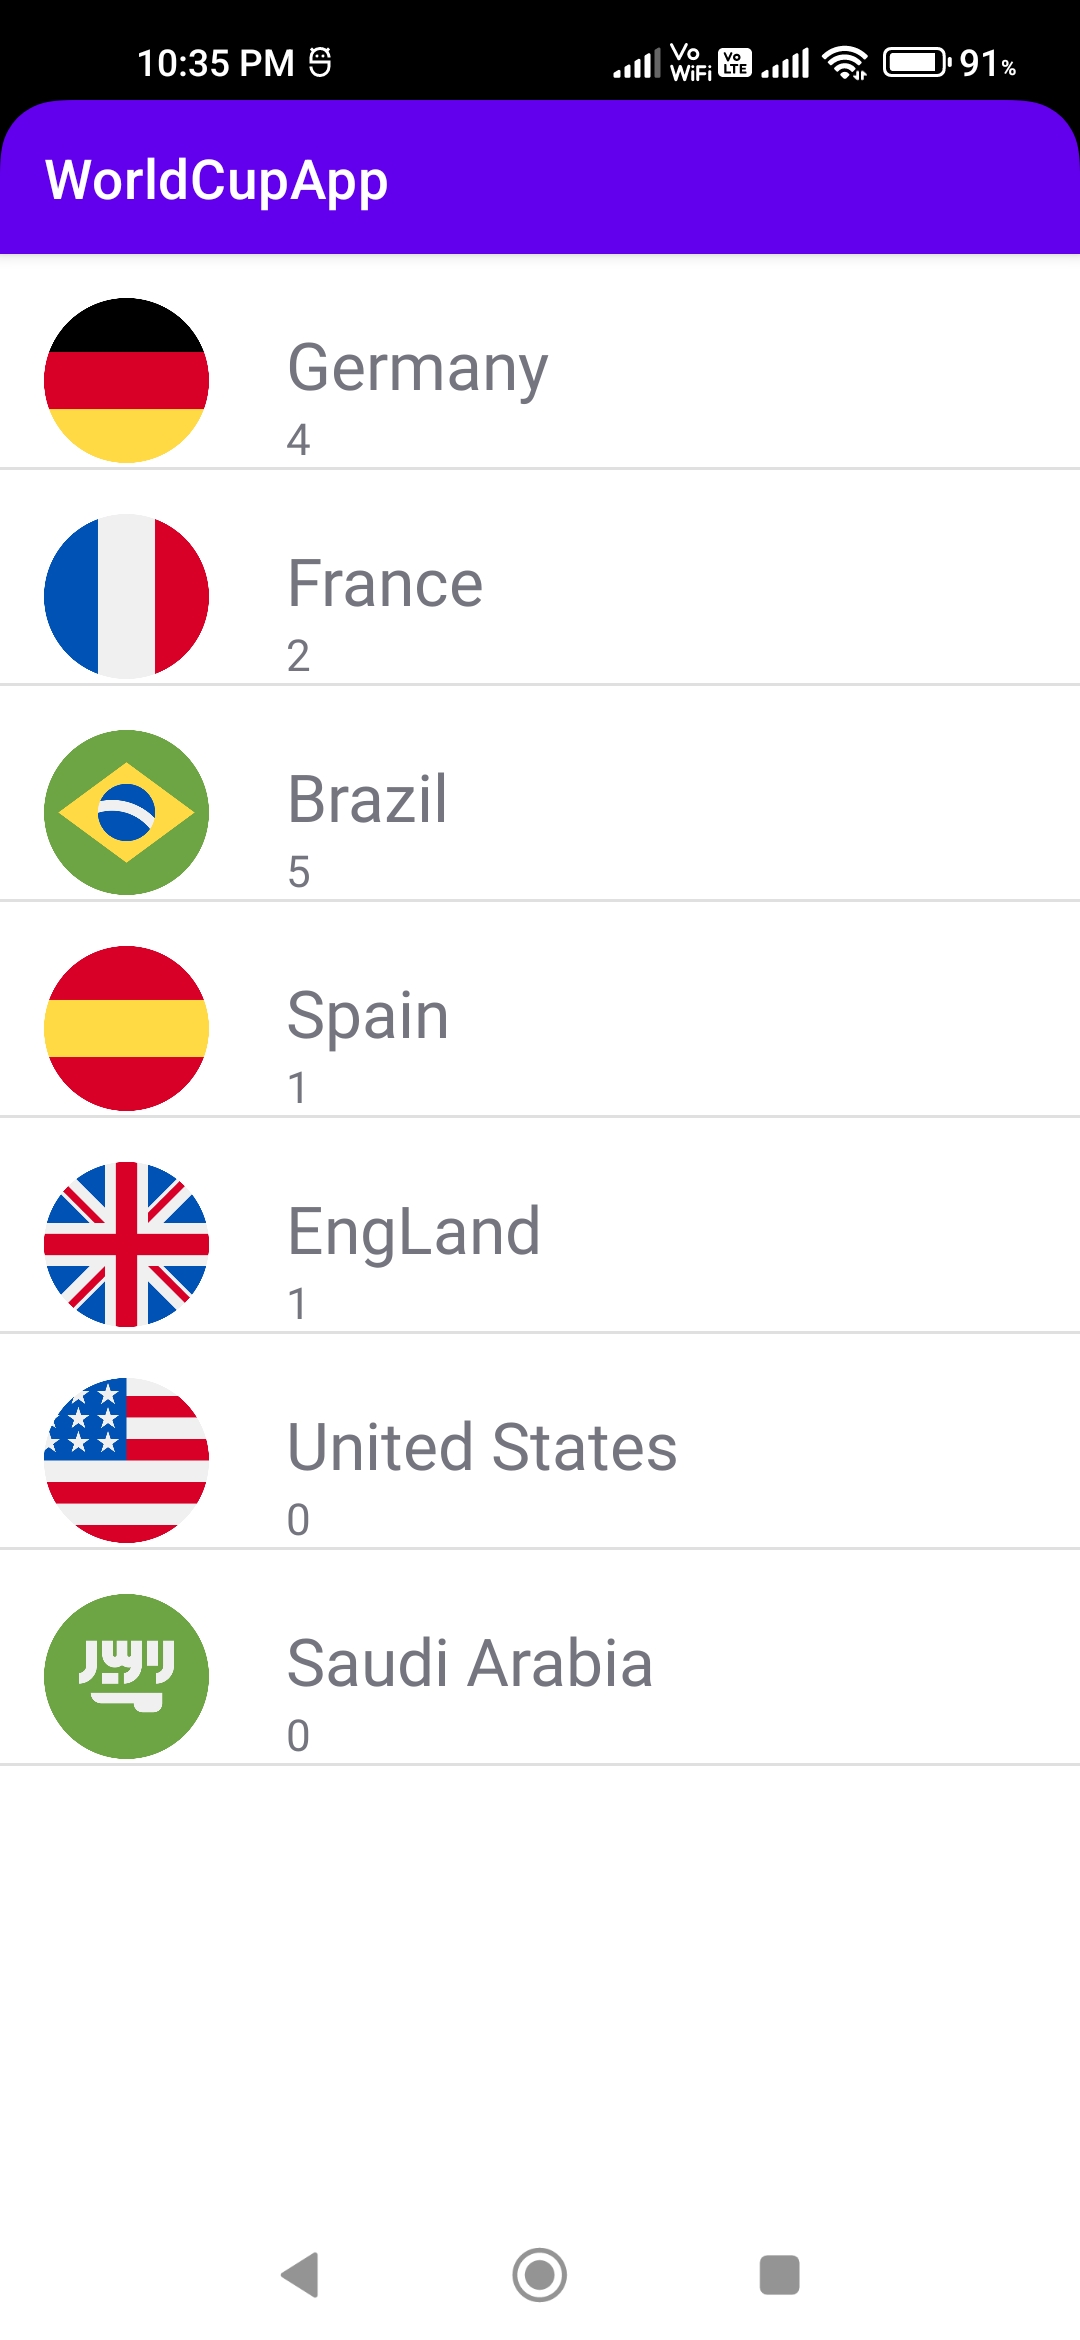 10:35 PM Vo WiFi Vo LTE 91%
WorldCupApp
Germany
4
France
2
Brazil
5
Spain
1
EngLand
1
United States
0
Saudi Arabia
0